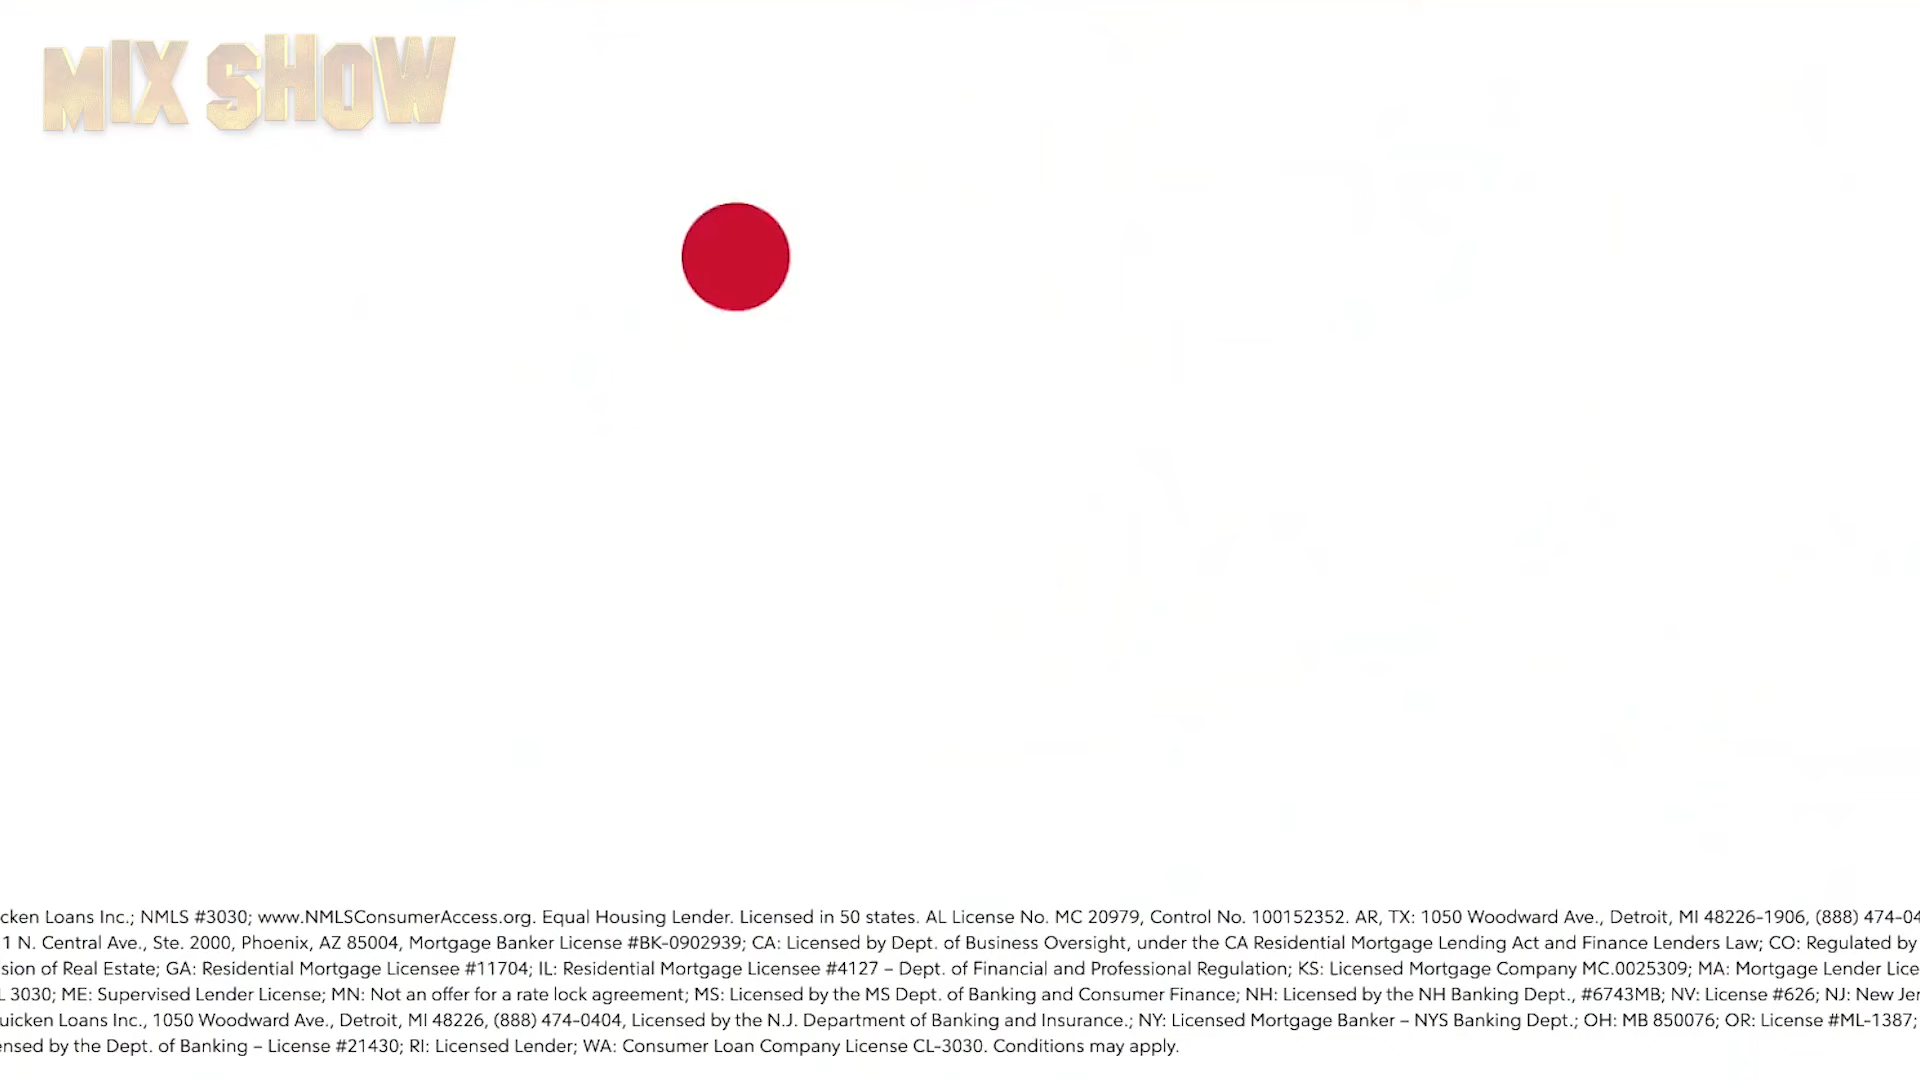 MIX SHOW
cken Loans Inc.; NMLS #3030; www.NMLSConsumerAccess.org. Equal Housing Lender. Licensed in 50 states. AL License No. MC 20979, Control No. 100152352. AR, TX: 1050 Woodward Ave., Detroit, MI 48226-1906, (888) 474-04
1 N. Central Ave., Ste. 2000, Phoenix, AZ 85004, Mortgage Banker License #BK-0902939; CA: Licensed by Dept. of Business Oversight, under the CA Residential Mortgage Lending Act and Finance Lenders Law; CO: Regulated by
sion of Real Estate; GA: Residential Mortgage Licensee #11704; IL: Residential Mortgage Licensee #4127 – Dept. of Financial and Professional Regulation; KS: Licensed Mortgage Company MC.0025309; MA: Mortgage Lender Lice
L 3030; ME: Supervised Lender License; MN: Not an offer for a rate lock agreement; MS: Licensed by the MS Dept. of Banking and Consumer Finance; NH: Licensed by the NH Banking Dept., #6743MB; NV: License #626; NJ: New Jer
uicken Loans Inc., 1050 Woodward Ave., Detroit, MI 48226, (888) 474-0404, Licensed by the N.J. Department of Banking and Insurance.; NY: Licensed Mortgage Banker – NYS Banking Dept.; OH: MB 850076; OR: License #ML-1387;
ensed by the Dept. of Banking – License #21430; RI: Licensed Lender; WA: Consumer Loan Company License CL-3030. Conditions may apply.